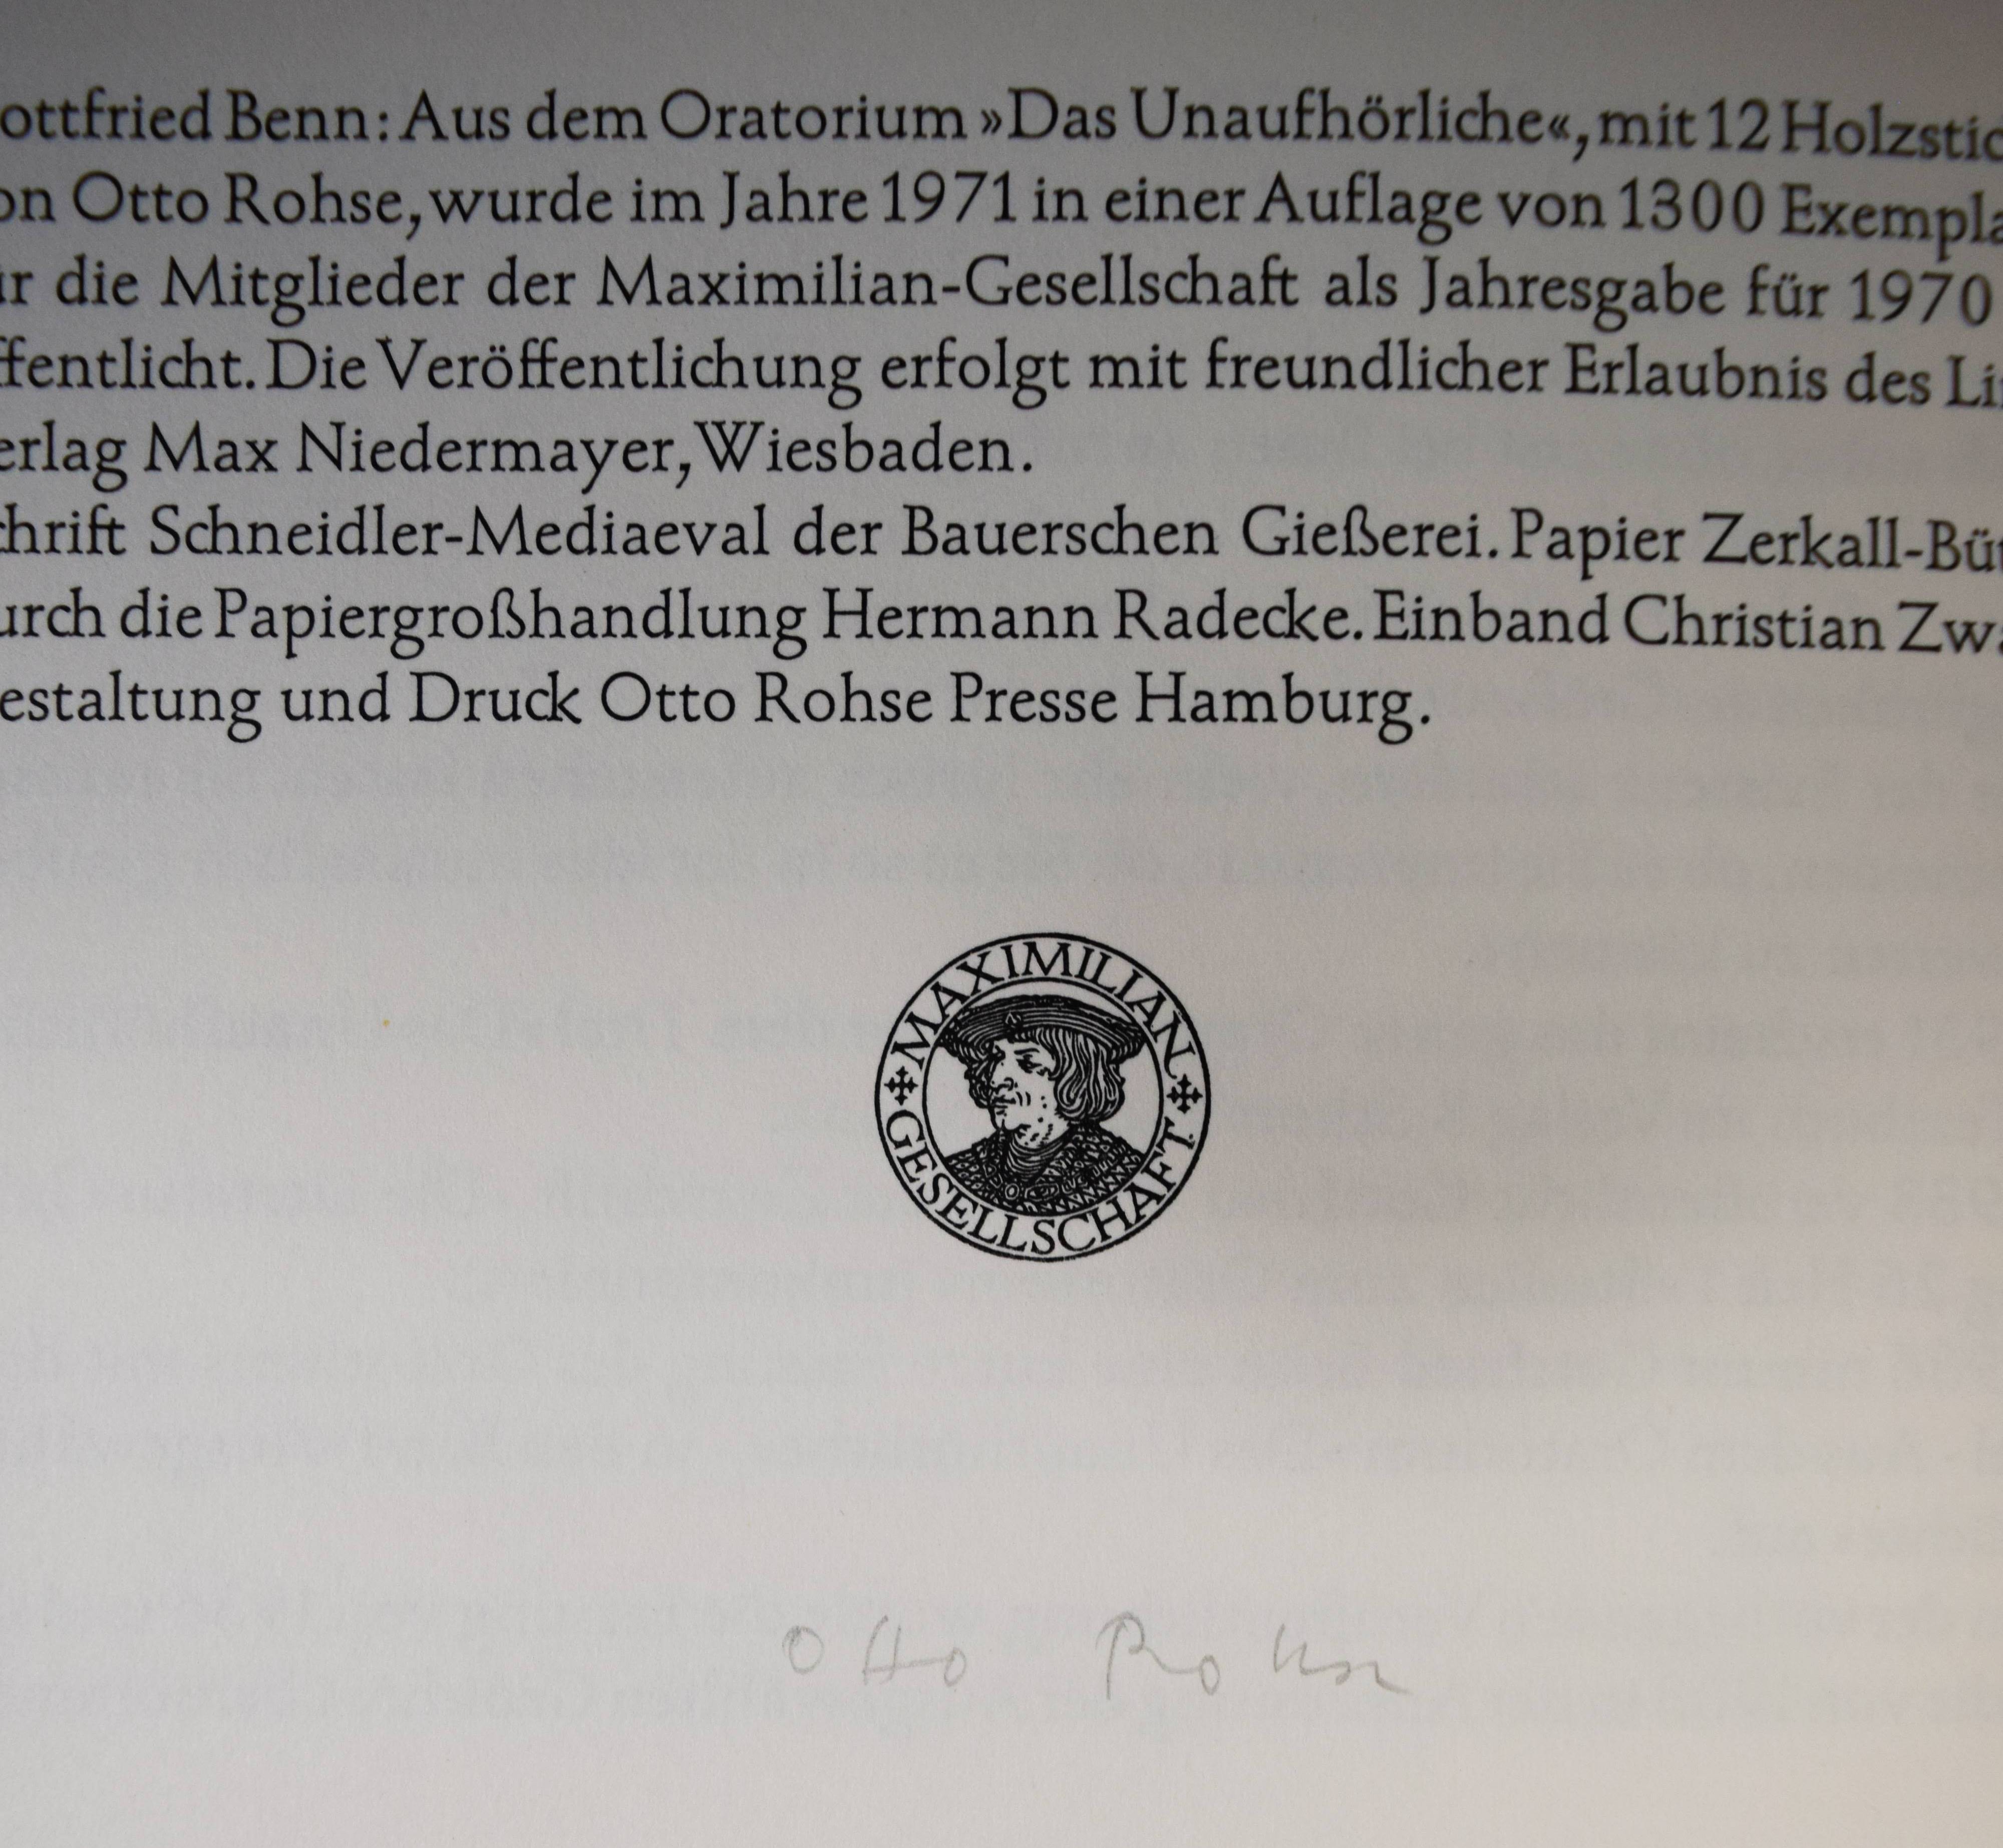 ottfried Benn: Aus dem Oratorium »Das Unaufhörliche«, mit 12 Holzstic
on Otto Rohse, wurde im Jahre 1971 in einer Auflage von 1300 Exempla
ür die Mitglieder der Maximilian-Gesellschaft als Jahresgabe für 1970
ffentlicht. Die Veröffentlichung erfolgt mit freundlicher Erlaubnis des Li
erlag Max Niedermayer, Wiesbaden.
chrift Schneidler-Mediaeval der Bauerschen Gießerei. Papier Zerkall-Büt
urch die Papiergroßhandlung Hermann Radecke. Einband Christian Zwa
estaltung und Druck Otto Rohse Presse Hamburg.
MAXIMILIAN
GESELLSCHAFT
Otto Rohse